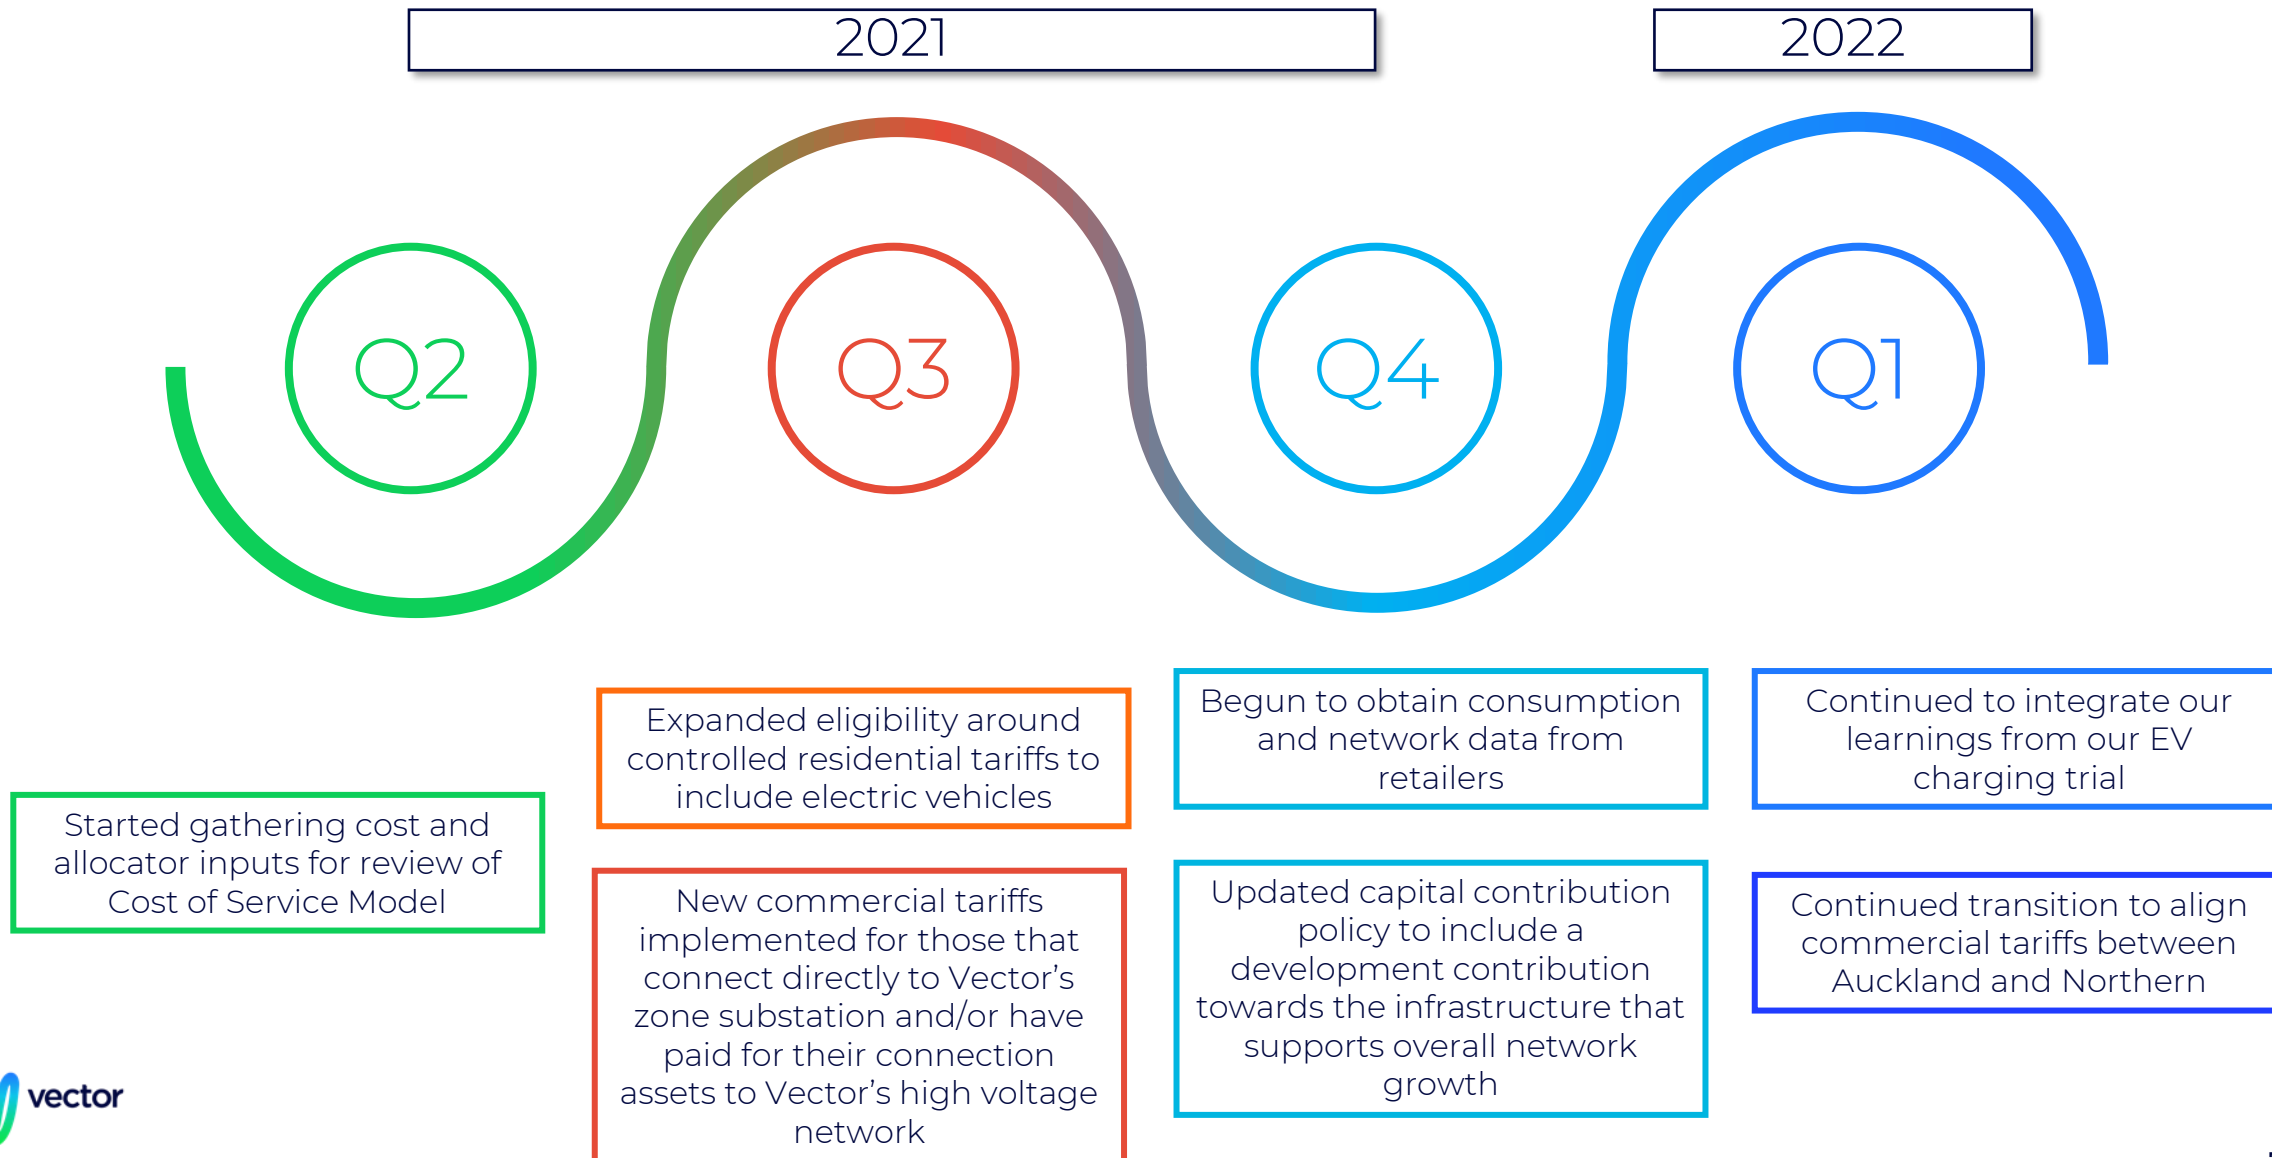 2021
2022
Q2
Q3
Q4
Q1
Started gathering cost and
allocator inputs for review of
Cost of Service Model
Expanded eligibility around
controlled residential tariffs to
include electric vehicles
New commercial tariffs
implemented for those that
connect directly to Vector's
zone substation and/or have
paid for their connection
assets to Vector's high voltage
network
Begun to obtain consumption
and network data from
retailers
Updated capital contribution
policy to include a
development contribution
towards the infrastructure that
supports overall network
growth
Continued to integrate our
learnings from our EV
charging trial
Continued transition to align
commercial tariffs between
Auckland and Northern
vector